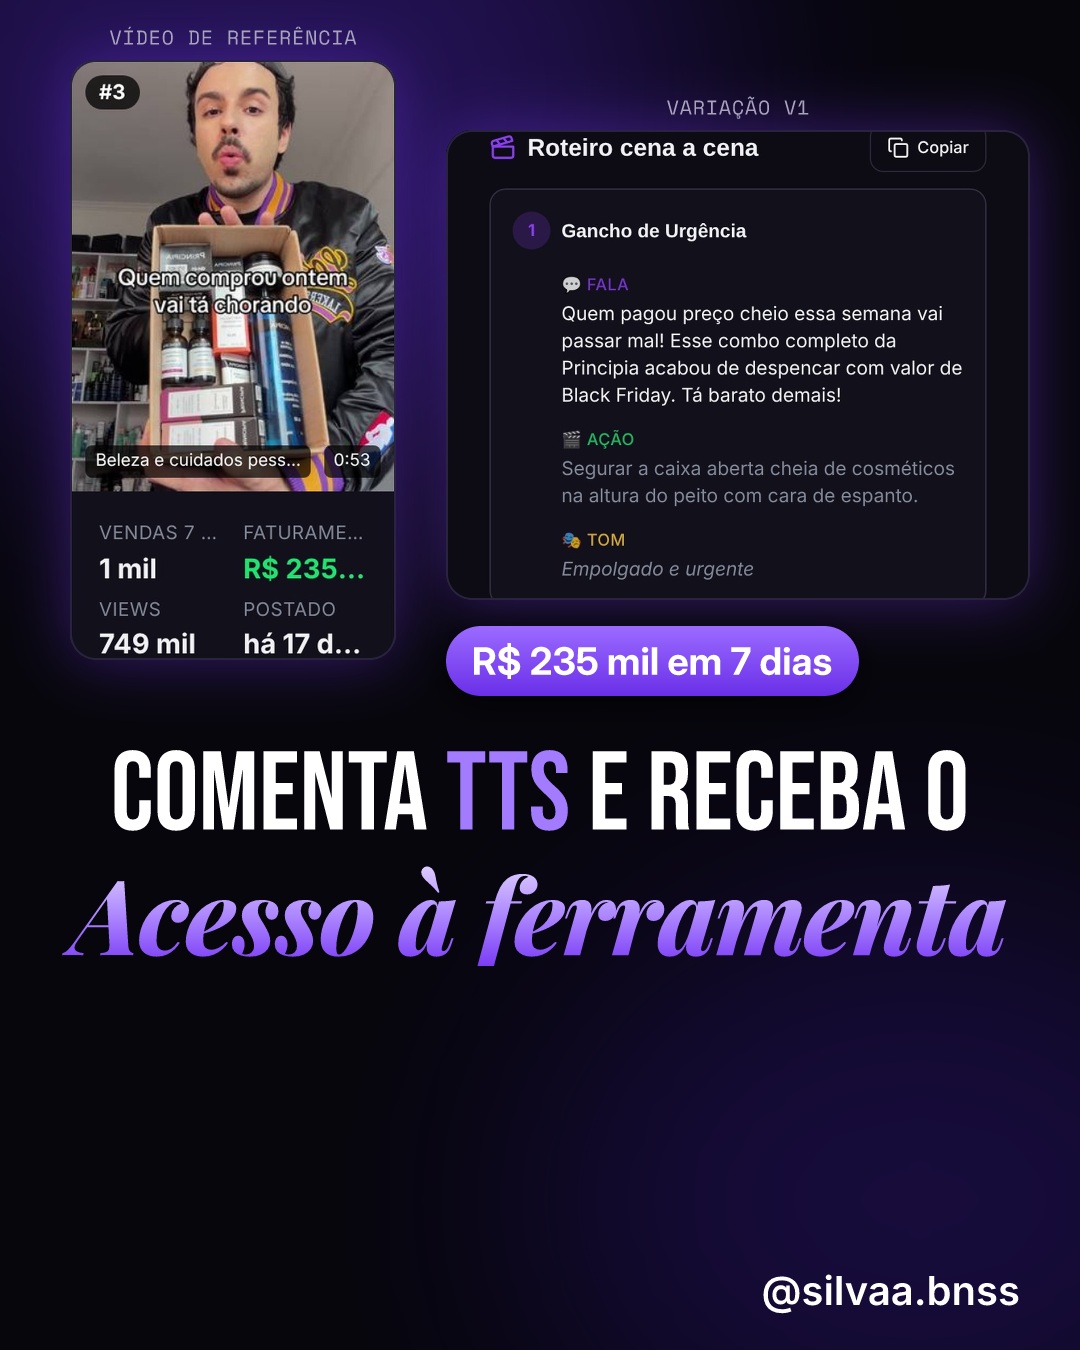 VÍDEO DE REFERÊNCIA
#3
Quem comprou ontem
vai tá chorando
Beleza e cuidados pess...
0:53
VENDAS 7 ...
FATURAME...
1 mil
R$ 235...
VIEWS
POSTADO
749 mil
há 17 d...
VARIAÇÃO V1
Roteiro cena a cena
Copiar
1
Gancho de Urgência
💬 FALA
Quem pagou preço cheio essa semana vai
passar mal! Esse combo completo da
Principia acabou de despencar com valor de
Black Friday. Tá barato demais!
🎬 AÇÃO
Segurar a caixa aberta cheia de cosméticos
na altura do peito com cara de espanto.
🎭 TOM
Empolgado e urgente
R$ 235 mil em 7 dias
COMENTA TTS E RECEBA O
Acesso à ferramenta
@silvaa.bnss